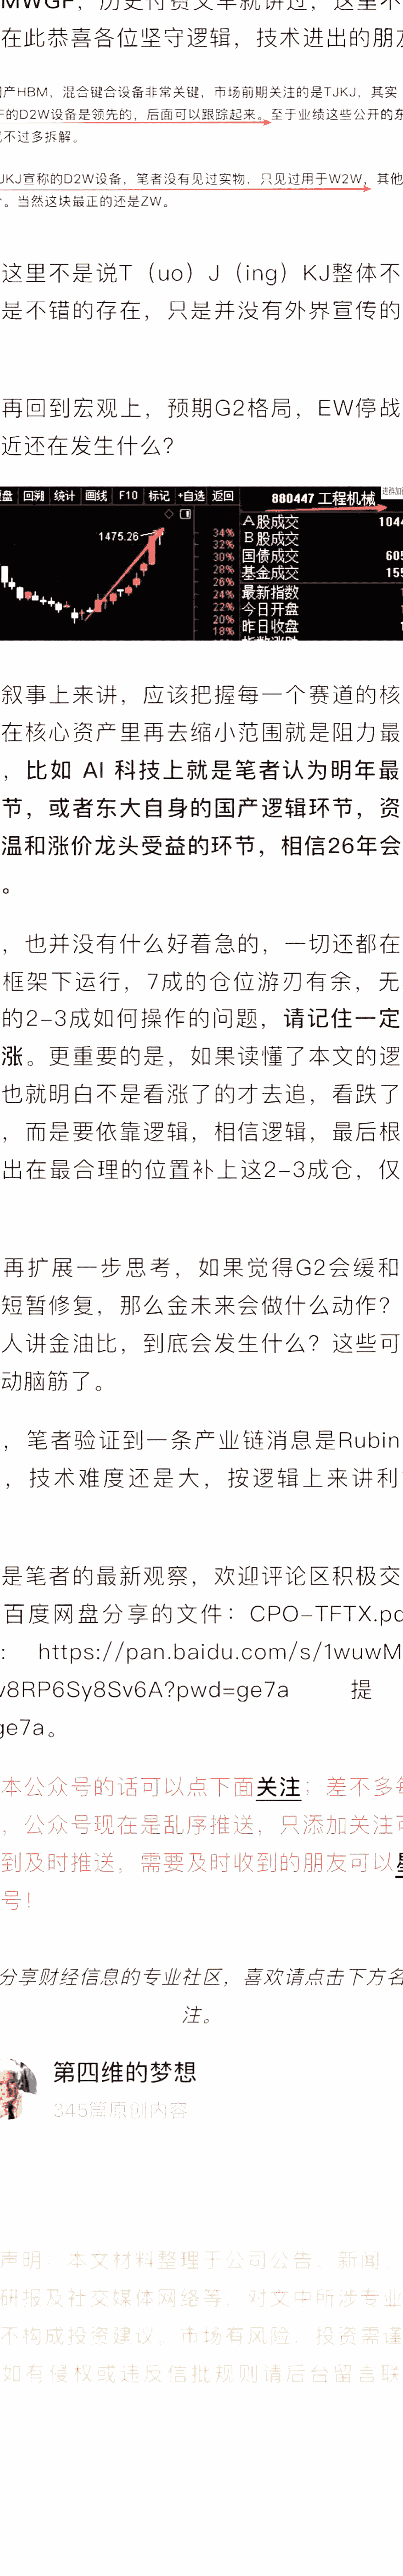 MWGF，历史付费文章就讲过，这里不
在此恭喜各位坚守逻辑，技术进出的朋友
国产HBM，混合键合设备非常关键，市场前期关注的是TJKJ，其实
F的D2W设备是领先的，后面可以跟踪起来。至于业绩这些公开的东
不过多拆解。
JKJ宣称的D2W设备，笔者没有见过实物，只见过用于W2W，其他
。当然这块最正的还是ZW。
这里不是说T（uo）J（ing）KJ整体不
是不错的存在，只是并没有外界宣传的
再回到宏观上，预期G2格局，EW停战
近还在发生什么？
盘 回溯 统计 画线 F10 标记 +自选 返回 880447 工程机械
1475.26
34%
32%
30%
28%
26%
24%
22%
20%
18%
A股成交 1044
B股成交
国债成交 605
基金成交 155
最新指数
今日开盘
昨日收盘
指数涨跌
叙事上来讲，应该把握每一个赛道的核
在核心资产里再去缩小范围就是阻力最
，比如 AI 科技上就是笔者认为明年最
节，或者东大自身的国产逻辑环节，资
温和涨价龙头受益的环节，相信26年会
。
，也并没有什么好着急的，一切还都在
框架下运行，7成的仓位游刃有余，无
的2-3成如何操作的问题，请记住一定
涨。更重要的是，如果读懂了本文的逻
也就明白不是看涨了的才去追，看跌了
，而是要依靠逻辑，相信逻辑，最后根
出在最合理的位置补上这2-3成仓，仅
再扩展一步思考，如果觉得G2会缓和
短暂修复，那么金未来会做什么动作？
人讲金油比，到底会发生什么？这些可
动脑筋了。
，笔者验证到一条产业链消息是Rubin
，技术难度还是大，按逻辑上来讲利
是笔者的最新观察，欢迎评论区积极交
百度网盘分享的文件：CPO-TFTX.pd
： https://pan.baidu.com/s/1wuwM
v8RP6Sy8Sv6A?pwd=ge7a 提
ge7a。
本公众号的话可以点下面关注；差不多每
，公众号现在是乱序推送，只添加关注可
到及时推送，需要及时收到的朋友可以星
号！
分享财经信息的专业社区，喜欢请点击下方名
注。
第四维的梦想
345篇原创内容
声明：本文材料整理于公司公告、新闻、
研报及社交媒体网络等，对文中所涉专业
不构成投资建议。市场有风险，投资需谨
如有侵权或违反信批规则请后台留言联